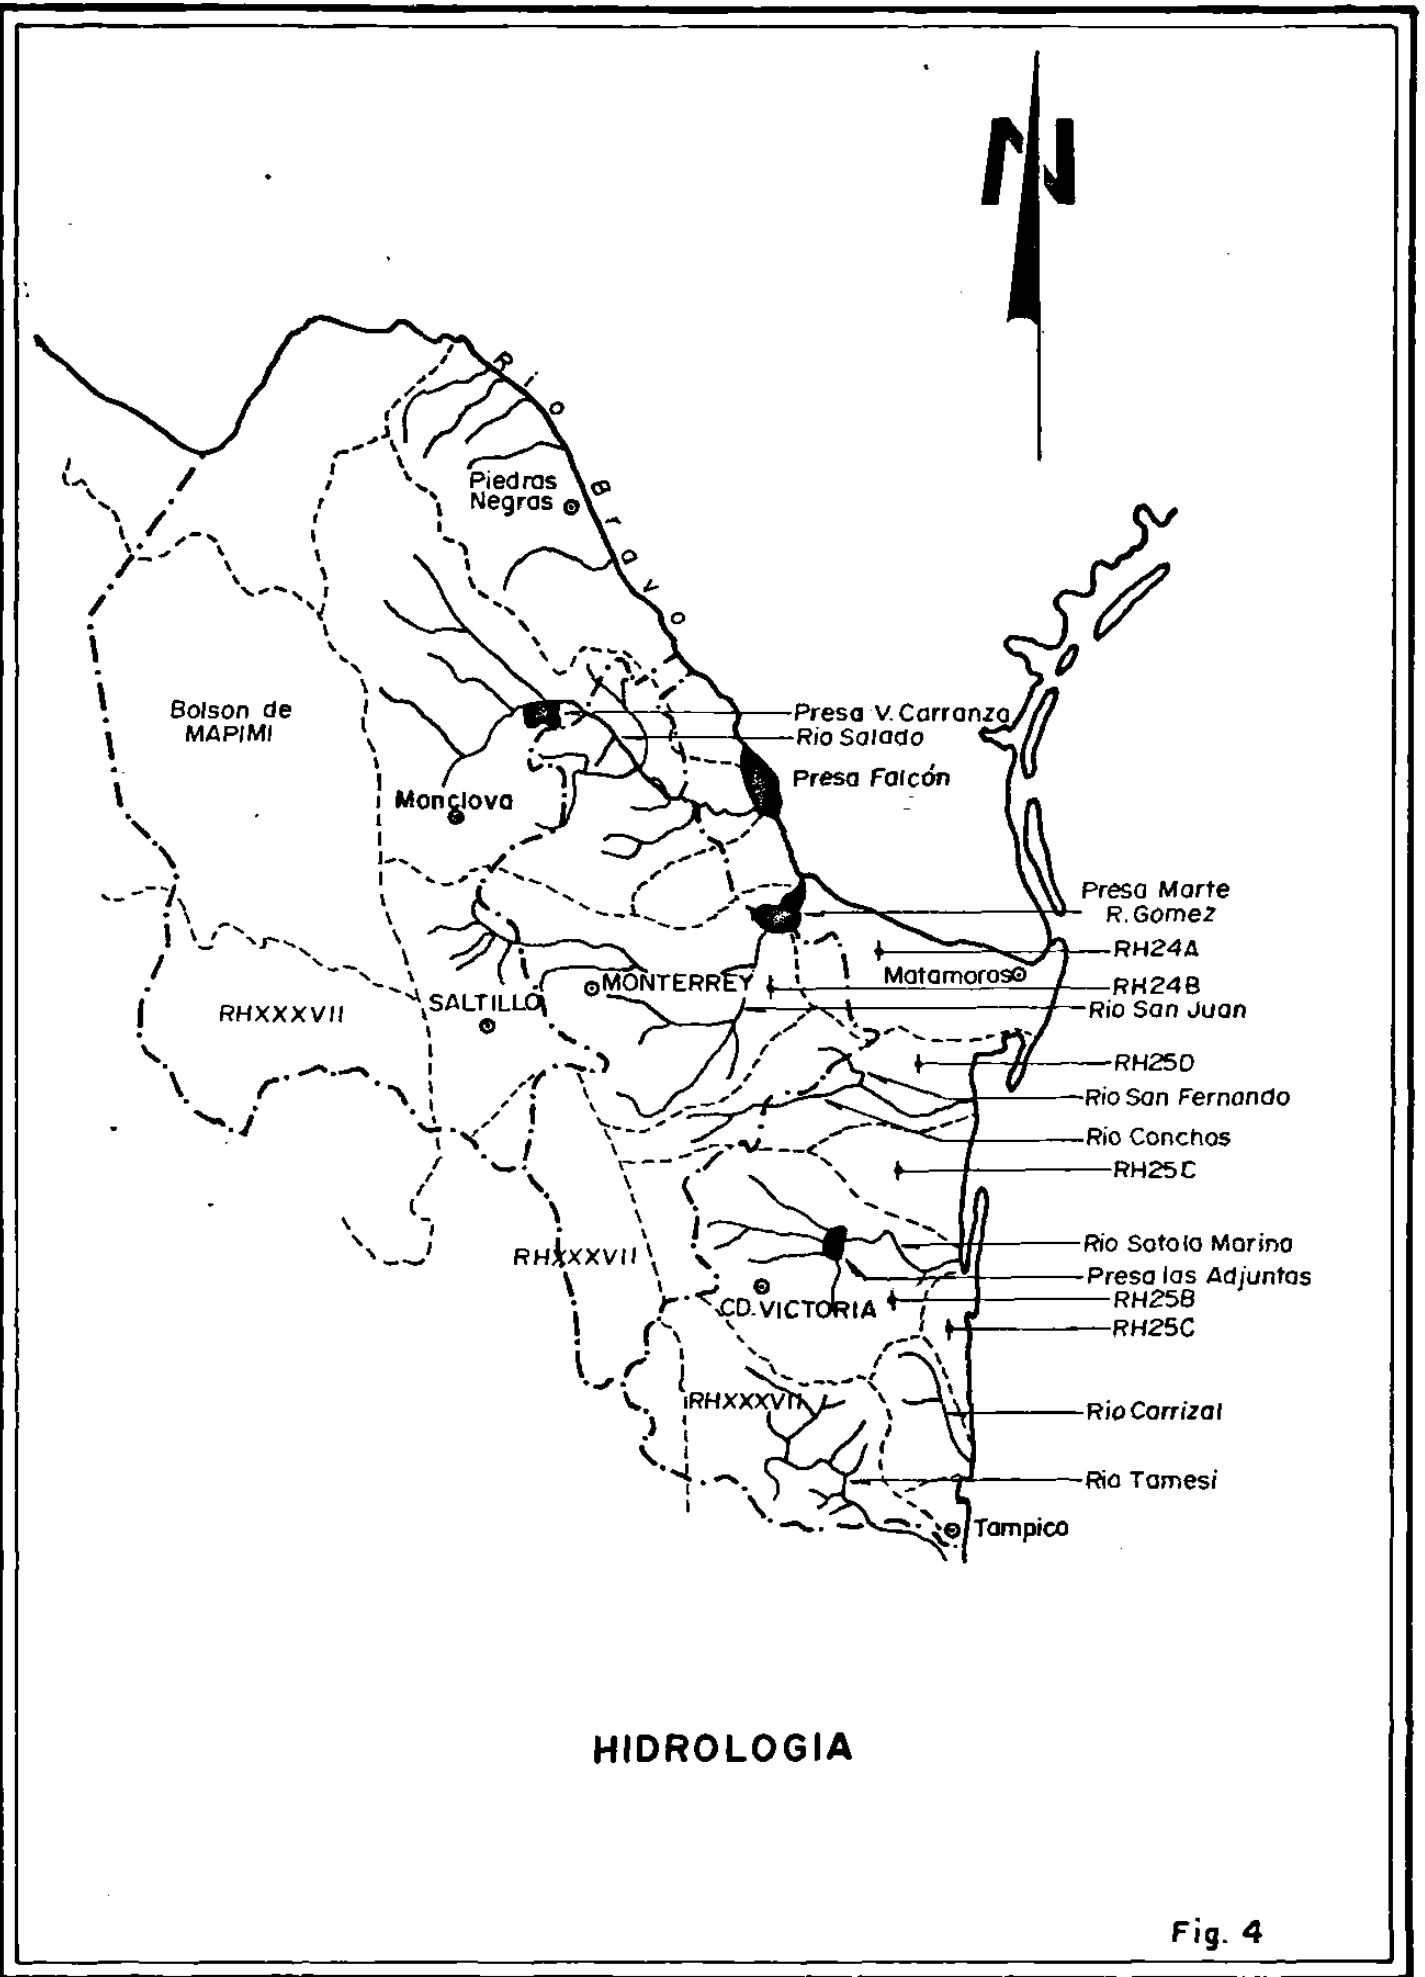 N
Rio Bravo
Piedras
Negras
Bolson de
MAPIMI
Presa V. Carranza
Rio Salado
Presa Falcón
Monclova
Presa Marte
R. Gomez
RH24A
Matamoros
MONTERREY
RH24B
SALTILLO
Rio San Juan
RHXXXVII
RH25D
Rio San Fernando
Rio Conchos
RH25C
Rio Sotola Marina
RHXXXVII
Presa las Adjuntas
RH25B
CD. VICTORIA
RH25C
RHXXXVII
Rio Carrizal
Rio Tamesi
Tampico
HIDROLOGIA
Fig. 4